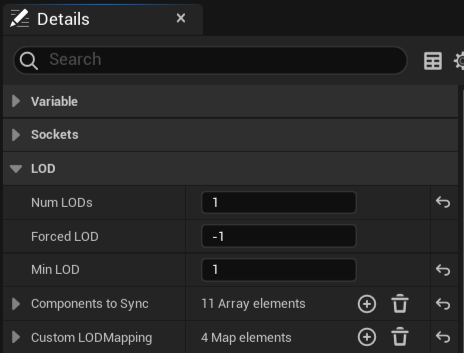 Details
Search
Variable
Sockets
LOD
Num LODs 1
Forced LOD -1
Min LOD 1
Components to Sync 11 Array elements
Custom LODMapping 4 Map elements